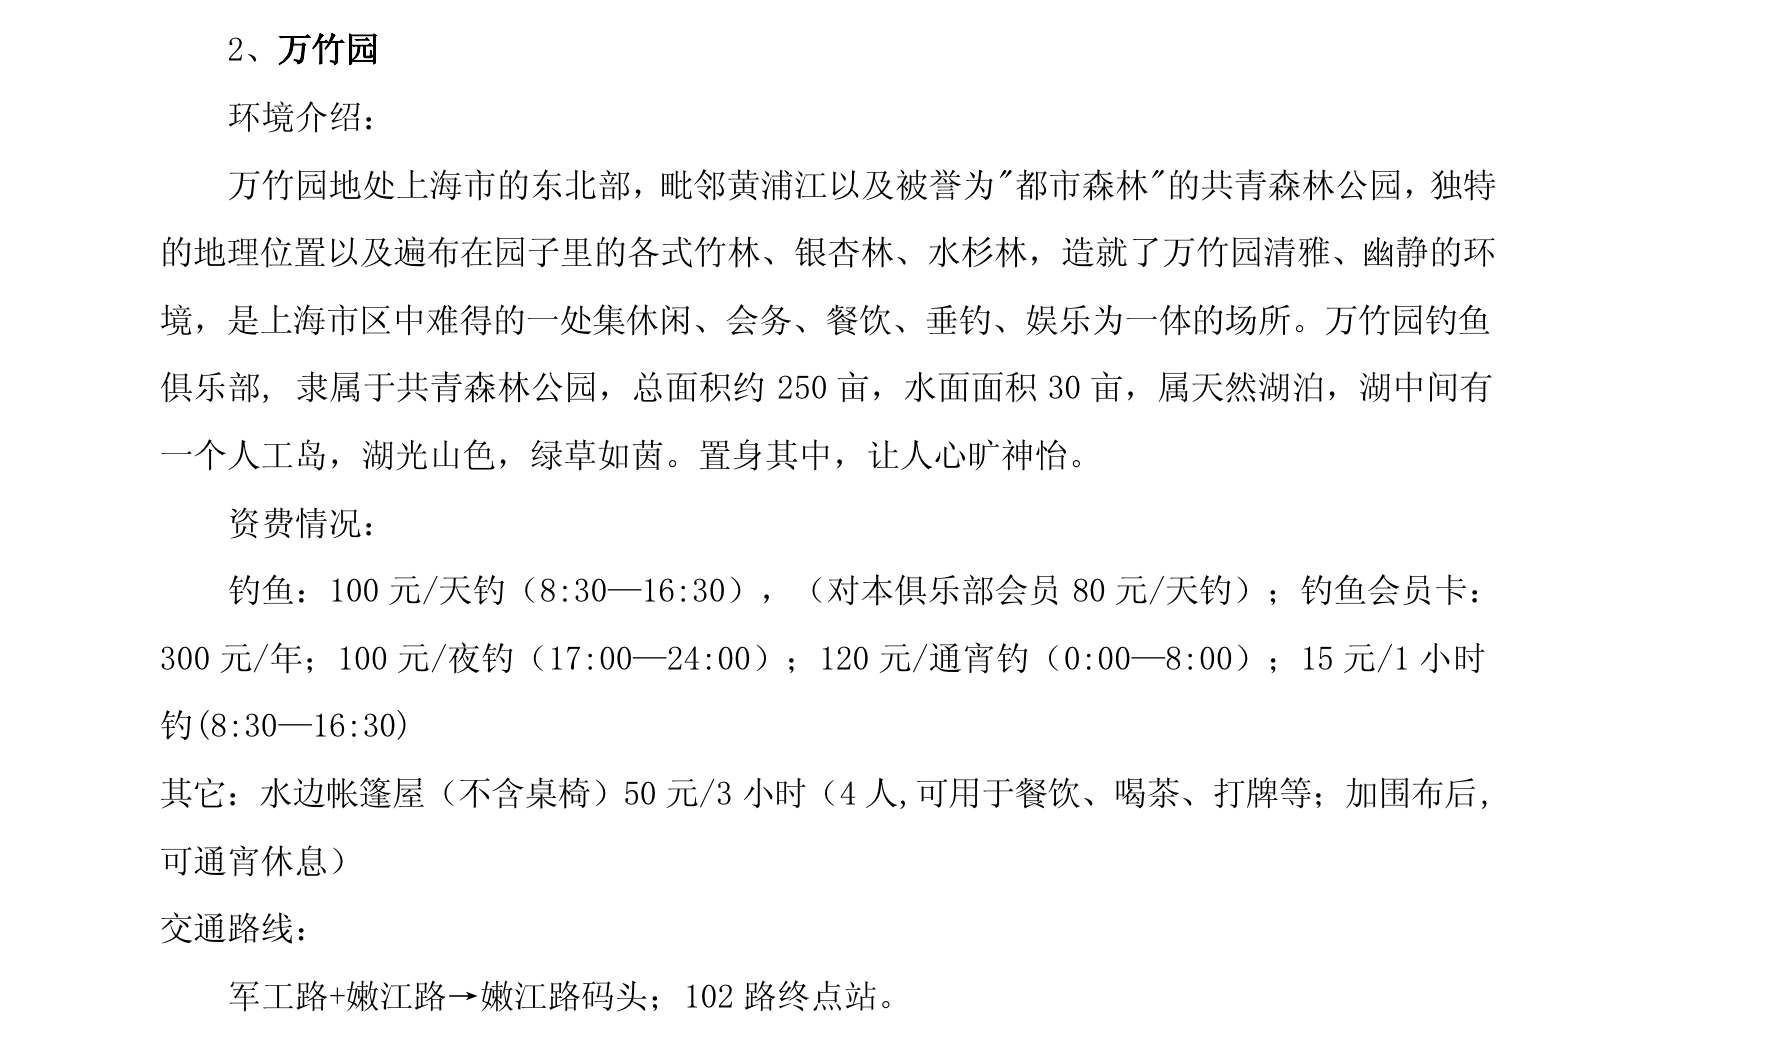 2、万竹园
环境介绍：
万竹园地处上海市的东北部，毗邻黄浦江以及被誉为"都市森林"的共青森林公园，独特
的地理位置以及遍布在园子里的各式竹林、银杏林、水杉林，造就了万竹园清雅、幽静的环
境，是上海市区中难得的一处集休闲、会务、餐饮、垂钓、娱乐为一体的场所。万竹园钓鱼
俱乐部, 隶属于共青森林公园，总面积约 250 亩，水面面积 30 亩，属天然湖泊，湖中间有
一个人工岛，湖光山色，绿草如茵。置身其中，让人心旷神怡。
资费情况：
钓鱼：100 元/天钓（8:30—16:30），（对本俱乐部会员 80 元/天钓）；钓鱼会员卡：
300 元/年；100 元/夜钓（17:00—24:00）；120 元/通宵钓（0:00—8:00）；15 元/1 小时
钓(8:30—16:30)
其它：水边帐篷屋（不含桌椅）50 元/3 小时（4 人,可用于餐饮、喝茶、打牌等；加围布后,
可通宵休息）
交通路线：
军工路+嫩江路→嫩江路码头；102 路终点站。